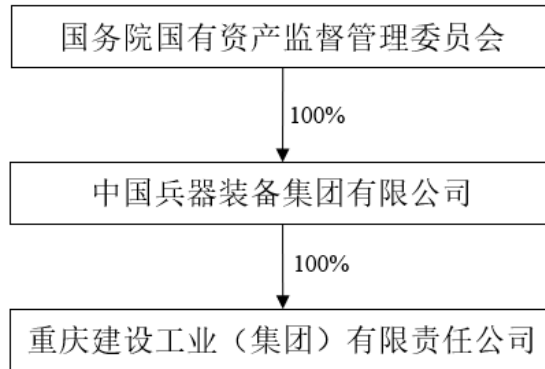 国务院国有资产监督管理委员会
100%
中国兵器装备集团有限公司
100%
重庆建设工业（集团）有限责任公司